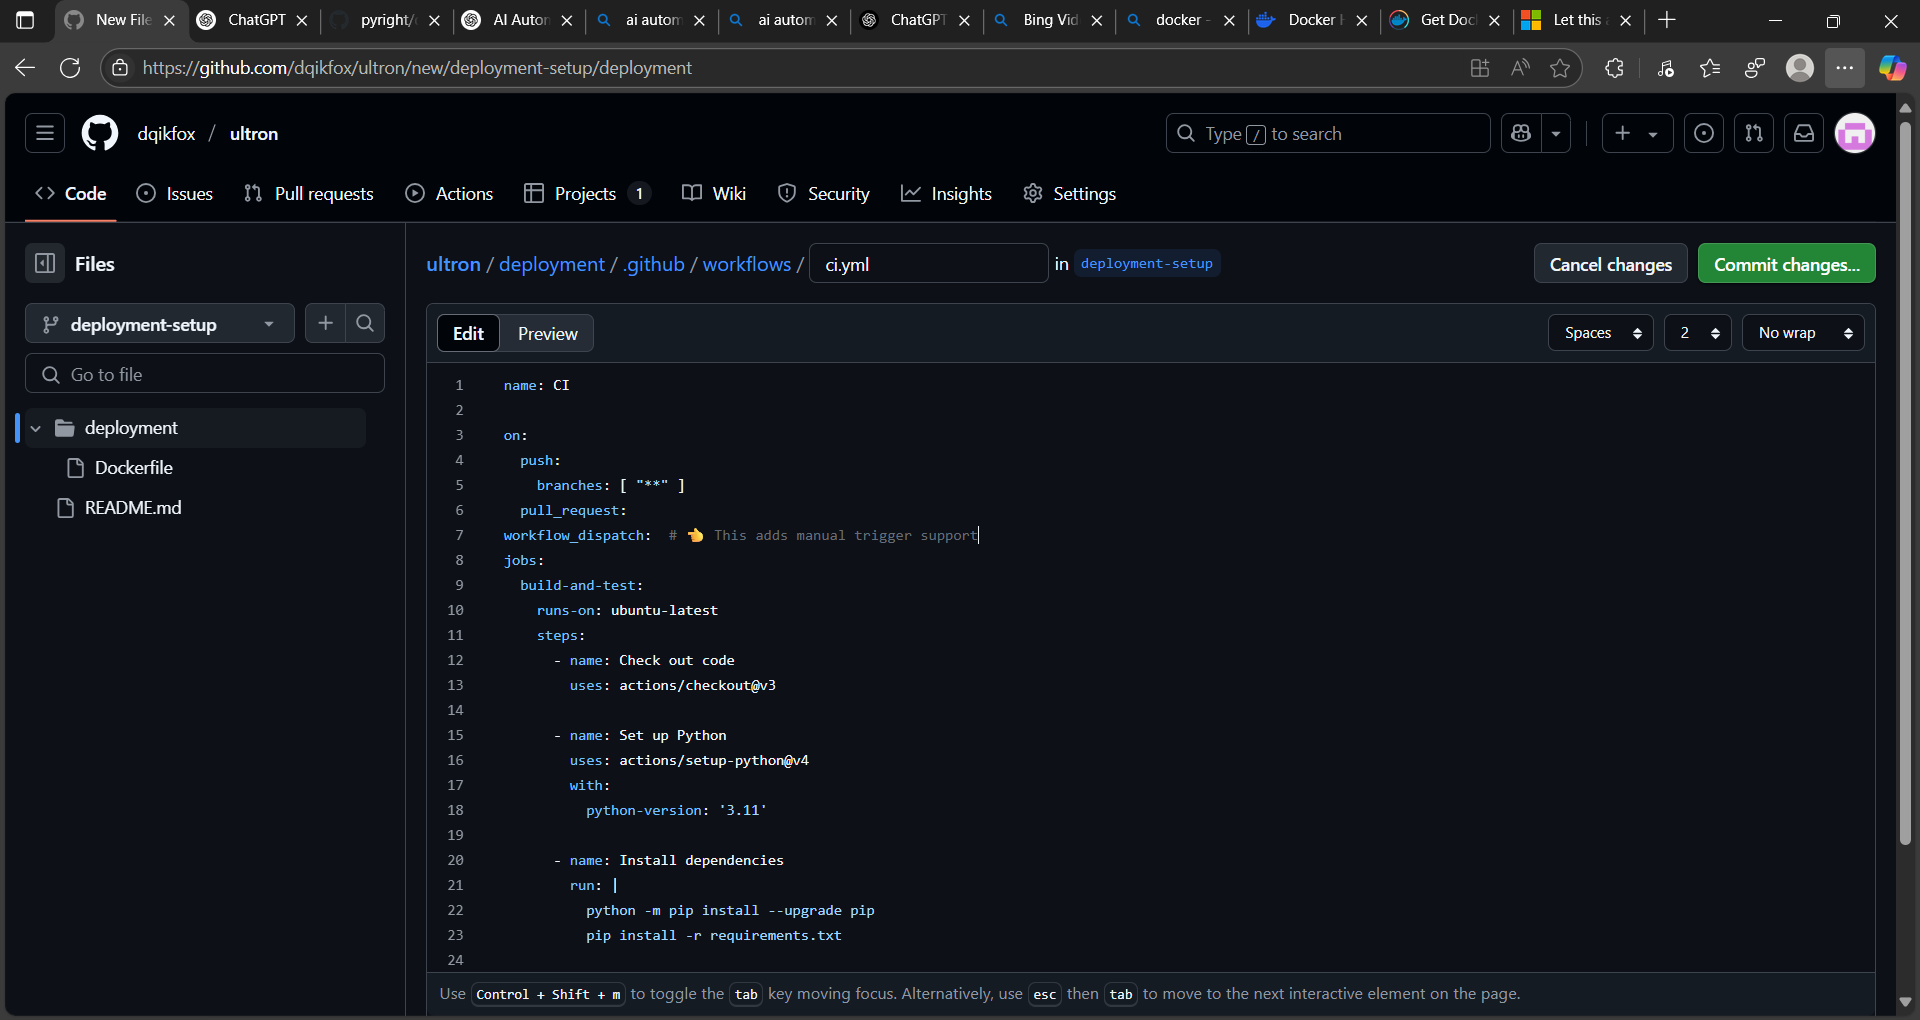 New File
ChatGPT
pyright/
AI Auton
ai autom
ai autom
ChatGPT
Bing Vid
docker -
Docker H
Get Doc
Let this a
https://github.com/dqikfox/ultron/new/deployment-setup/deployment
dqikfox / ultron
Type / to search
Code
Issues
Pull requests
Actions
Projects 1
Wiki
Security
Insights
Settings
Files
ultron / deployment / .github / workflows / ci.yml in deployment-setup
Cancel changes
Commit changes...
deployment-setup
Go to file
deployment
Dockerfile
README.md
Edit
Preview
Spaces
2
No wrap
1 name: CI
2
3 on:
4 push:
5 branches: [ "**" ]
6 pull_request:
7 workflow_dispatch: # 👈 This adds manual trigger support
8 jobs:
9 build-and-test:
10 runs-on: ubuntu-latest
11 steps:
12 - name: Check out code
13 uses: actions/checkout@v3
14
15 - name: Set up Python
16 uses: actions/setup-python@v4
17 with:
18 python-version: '3.11'
19
20 - name: Install dependencies
21 run: |
22 python -m pip install --upgrade pip
23 pip install -r requirements.txt
24
Use Control + Shift + m to toggle the tab key moving focus. Alternatively, use esc then tab to move to the next interactive element on the page.